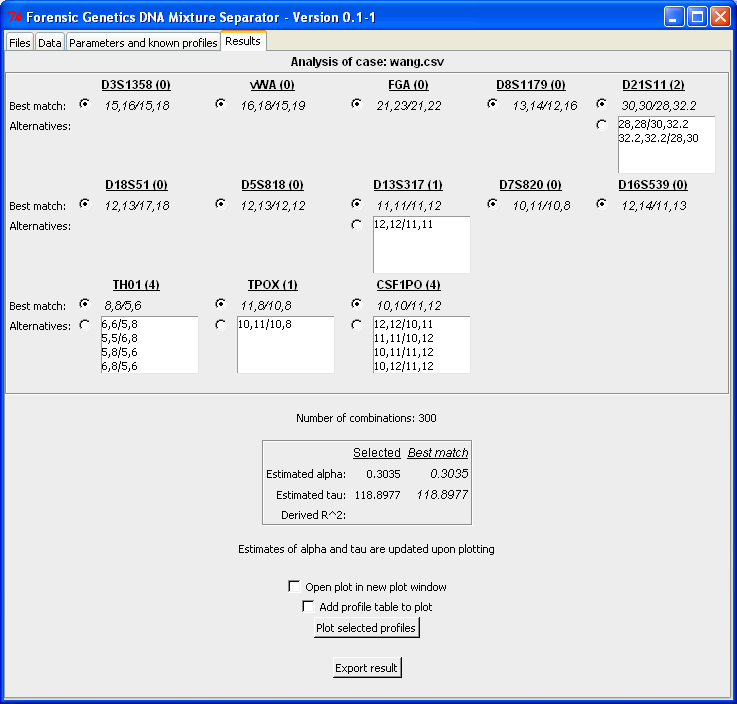 Forensic Genetics DNA Mixture Separator - Version 0.1-1
Files Data Parameters and known profiles Results
Analysis of case: wang.csv
D3S1358 (0) vWA (0) FGA (0) D8S1179 (0) D21S11 (2)
Best match: 15,16/15,18 16,18/15,19 21,23/21,22 13,14/12,16 30,30/28,32.2
Alternatives: 28,28/30,32.2
32.2,32.2/28,30
D18S51 (0) D5S818 (0) D13S317 (1) D7S820 (0) D16S539 (0)
Best match: 12,13/17,18 12,13/12,12 11,11/11,12 10,11/10,8 12,14/11,13
Alternatives: 12,12/11,11
TH01 (4) TPOX (1) CSF1PO (4)
Best match: 8,8/5,6 11,8/10,8 10,10/11,12
Alternatives: 6,6/5,8 10,11/10,8 12,12/10,11
5,5/6,8 11,11/10,12
5,8/5,6 10,11/11,12
6,8/5,6 10,12/11,12
Number of combinations: 300
Selected Best match
Estimated alpha: 0.3035 0.3035
Estimated tau: 118.8977 118.8977
Derived R^2:
Estimates of alpha and tau are updated upon plotting
Open plot in new plot window
Add profile table to plot
Plot selected profiles
Export result